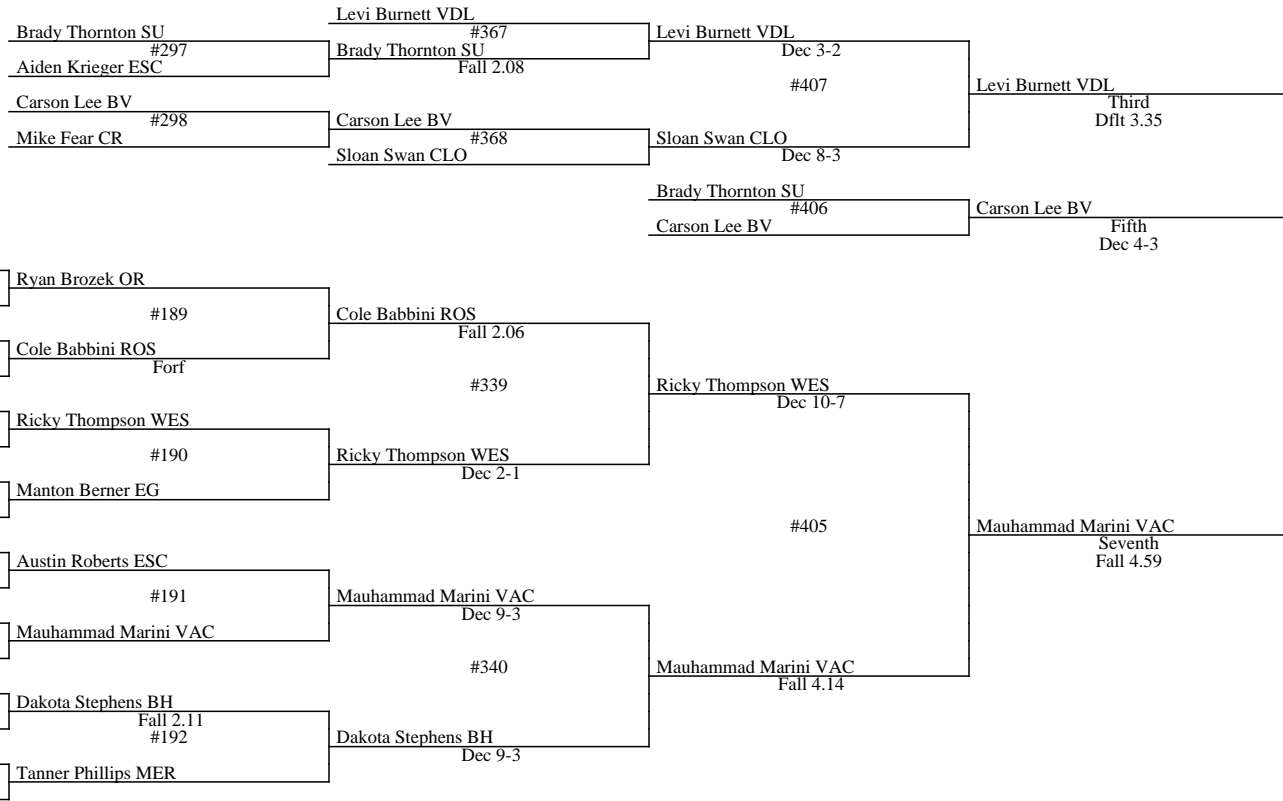 Levi Burnett VDL
Brady Thornton SU
#367
Levi Burnett VDL
#297
Brady Thornton SU
Dec 3-2
Aiden Krieger ESC
Fall 2.08
#407
Levi Burnett VDL
Carson Lee BV
Third
#298
Carson Lee BV
Dflt 3.35
Mike Fear CR
#368
Sloan Swan CLO
Sloan Swan CLO
Dec 8-3
Brady Thornton SU
#406
Carson Lee BV
Carson Lee BV
Fifth
Dec 4-3
Ryan Brozek OR
#189
Cole Babbini ROS
Fall 2.06
Cole Babbini ROS
Forf
#339
Ricky Thompson WES
Dec 10-7
Ricky Thompson WES
#190
Ricky Thompson WES
Dec 2-1
Manton Berner EG
#405
Mauhammad Marini VAC
Seventh
Fall 4.59
Austin Roberts ESC
#191
Mauhammad Marini VAC
Dec 9-3
Mauhammad Marini VAC
#340
Mauhammad Marini VAC
Fall 4.14
Dakota Stephens BH
Fall 2.11
#192
Dakota Stephens BH
Dec 9-3
Tanner Phillips MER